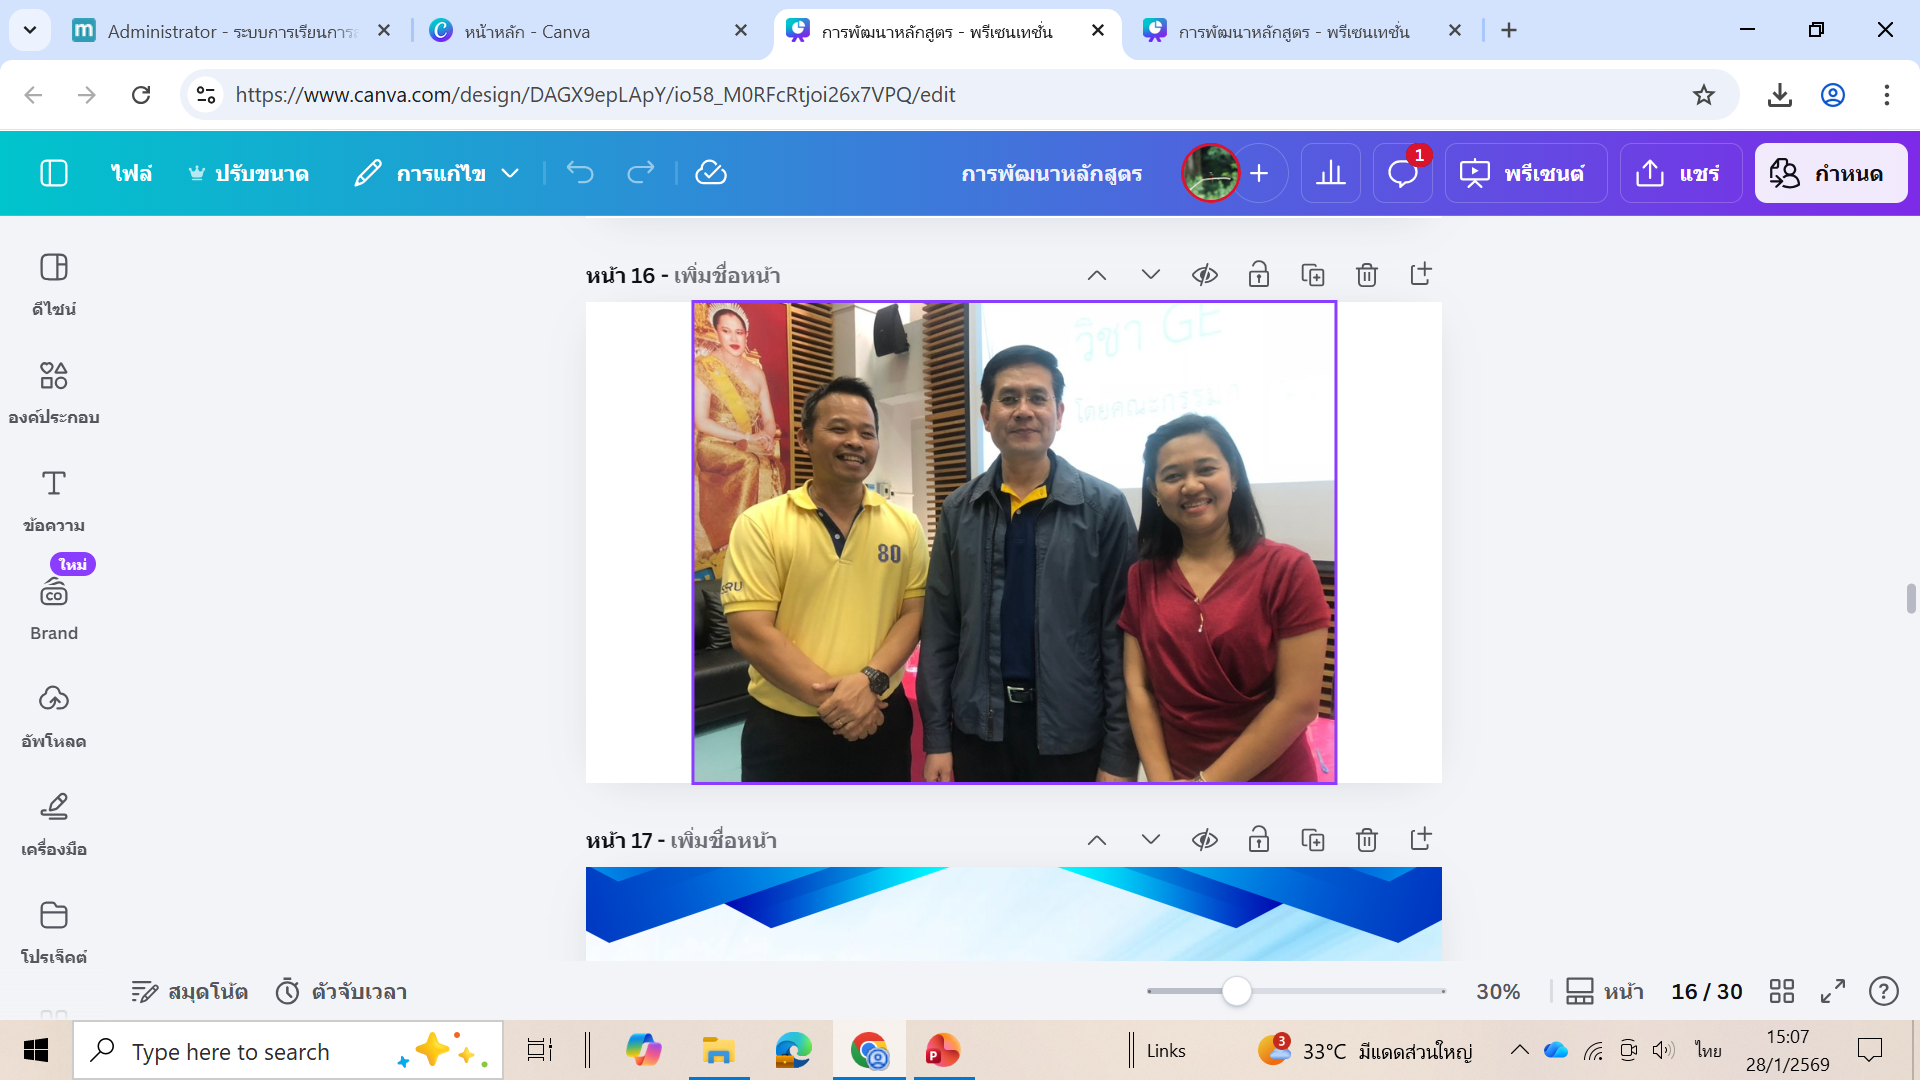 Administrator - ระบบการเรียนการส
หน้าหลัก - Canva
การพัฒนาหลักสูตร - พรีเซนเทชั่น
การพัฒนาหลักสูตร - พรีเซนเทชั่น
https://www.canva.com/design/DAGX9epLApY/io58_M0RFcRtjoi26x7VPQ/edit
ไฟล์
ปรับขนาด
การแก้ไข
การพัฒนาหลักสูตร
1
พรีเซนต์
แชร์
กำหนด
ดีไซน์
องค์ประกอบ
ข้อความ
ใหม่
Brand
อัพโหลด
เครื่องมือ
โปรเจ็คต์
หน้า 16 - เพิ่มชื่อหน้า
วิชา GE
โดยคณะกรรม
80
หน้า 17 - เพิ่มชื่อหน้า
สมุดโน้ต
ตัวจับเวลา
30%
หน้า
16 / 30
Type here to search
Links
3
33°C มีแดดส่วนใหญ่
ไทย
15:07
28/1/2569